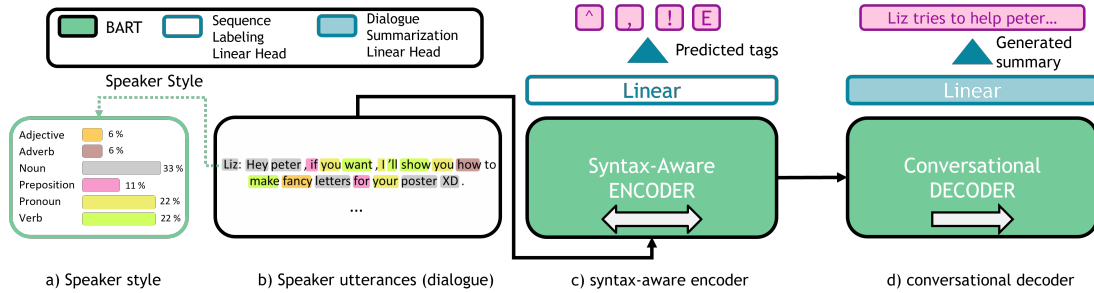 BART
Sequence
Labeling
Linear Head
Dialogue
Summarization
Linear Head
^ , ! E
Predicted tags
Liz tries to help peter…
Generated
summary
Speaker Style
Linear
Linear
Adjective 6 %
Adverb 6 %
Noun 33 %
Preposition 11 %
Pronoun 22 %
Verb 22 %
Liz: Hey peter , if you want , I 'll show you how to
make fancy letters for your poster XD .
...
Syntax-Aware
ENCODER
Conversational
DECODER
a) Speaker style
b) Speaker utterances (dialogue)
c) syntax-aware encoder
d) conversational decoder